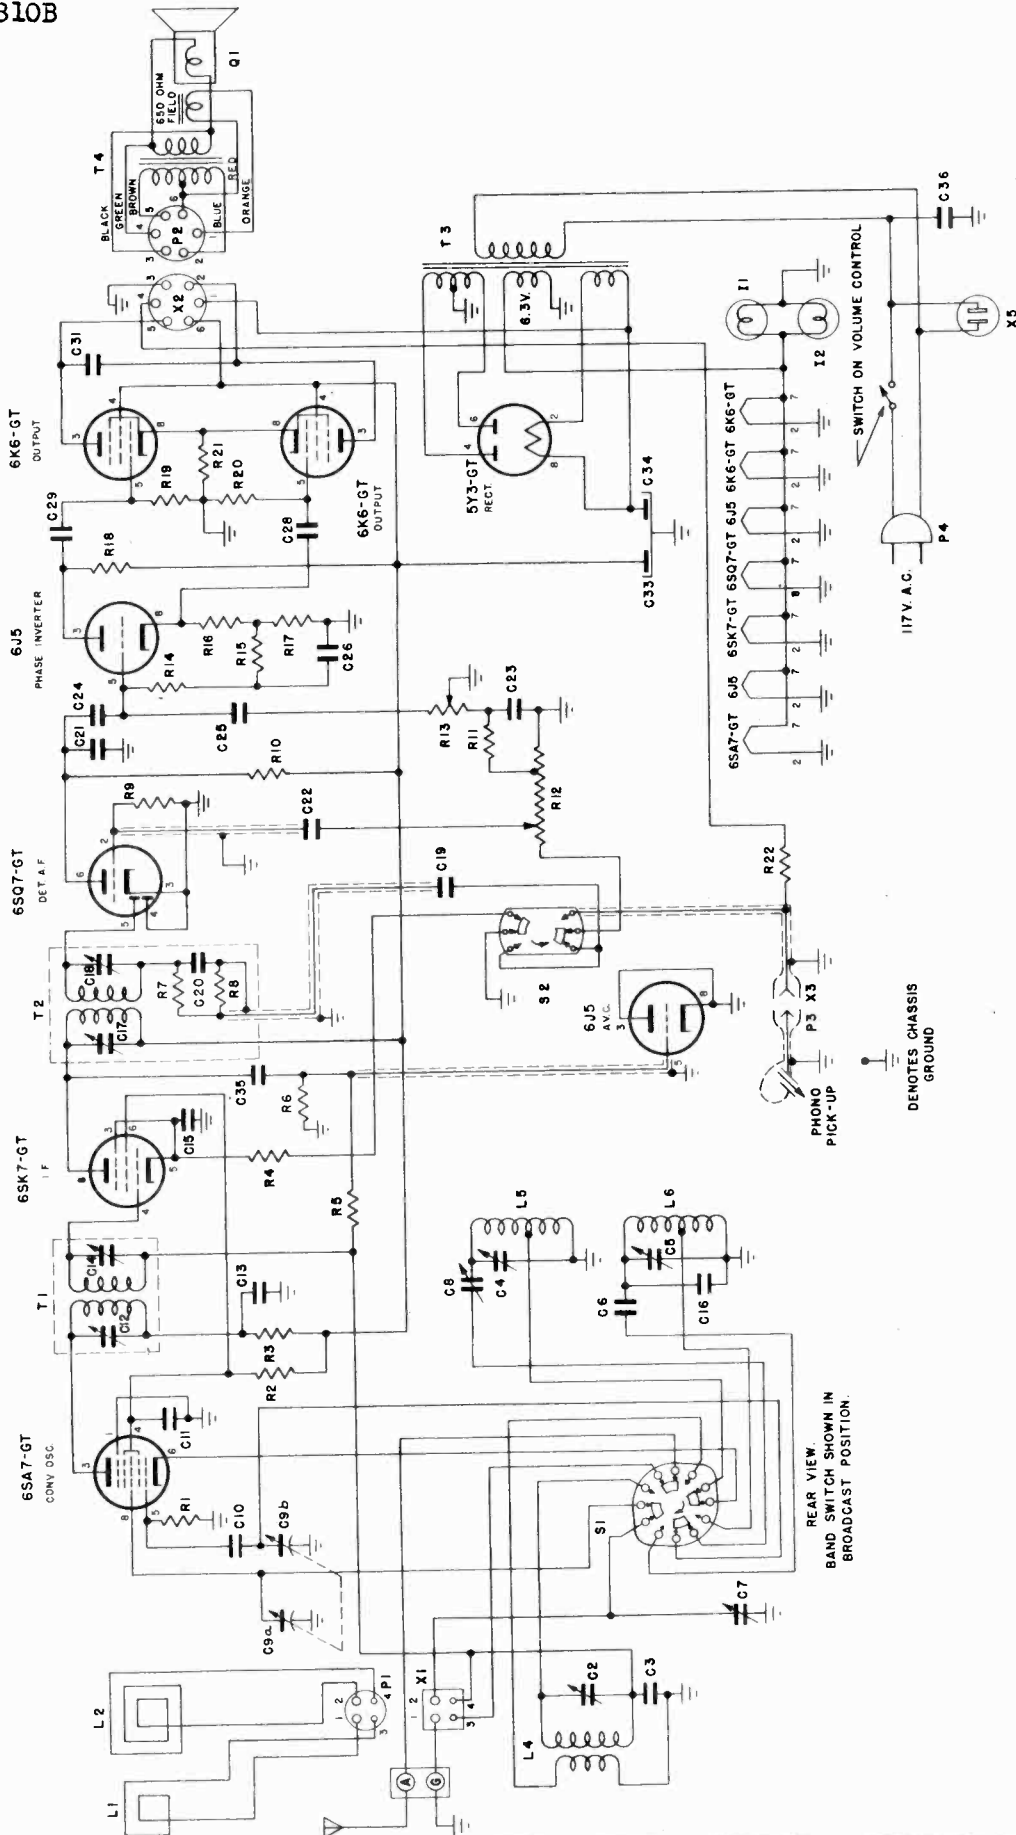 810B
6SA7-GT
CONV OSC.
6SK7-GT
I F
6SQ7-GT
DET. A.F
6J5
PHASE INVERTER
6K6-GT
OUTPUT
6K6-GT
OUTPUT
5Y3-GT
RECT.
6J5
A.V.C.
T1
T2
T3
T4
BLACK
GREEN
BROWN
BLUE
RED
ORANGE
650 OHM
FIELD
Q1
P2
X2
C31
C29
R18
R19
R21
R20
C28
C24
C21
R14
R16
R15
R17
C26
C25
R10
R9
C22
R13
R11
C23
R12
C19
C18
C17
R7
C20
R8
C35
R6
R5
R4
C15
C14
C12
C13
R3
R2
C11
R1
C10
C9b
C9a
S2
C33
C34
6.3V.
I1
I2
6SA7-GT
6J5
6SK7-GT
6SQ7-GT
6J5
6K6-GT
6K6-GT
SWITCH ON VOLUME CONTROL
C36
X5
P4
117V. A.C.
R22
X3
P3
PHONO
PICK-UP
DENOTES CHASSIS
GROUND
L5
C8
C4
L6
C5
C6
C16
S1
REAR VIEW.
BAND SWITCH SHOWN IN
BROADCAST POSITION.
C7
L2
L1
P1
X1
A
G
L4
C2
C3